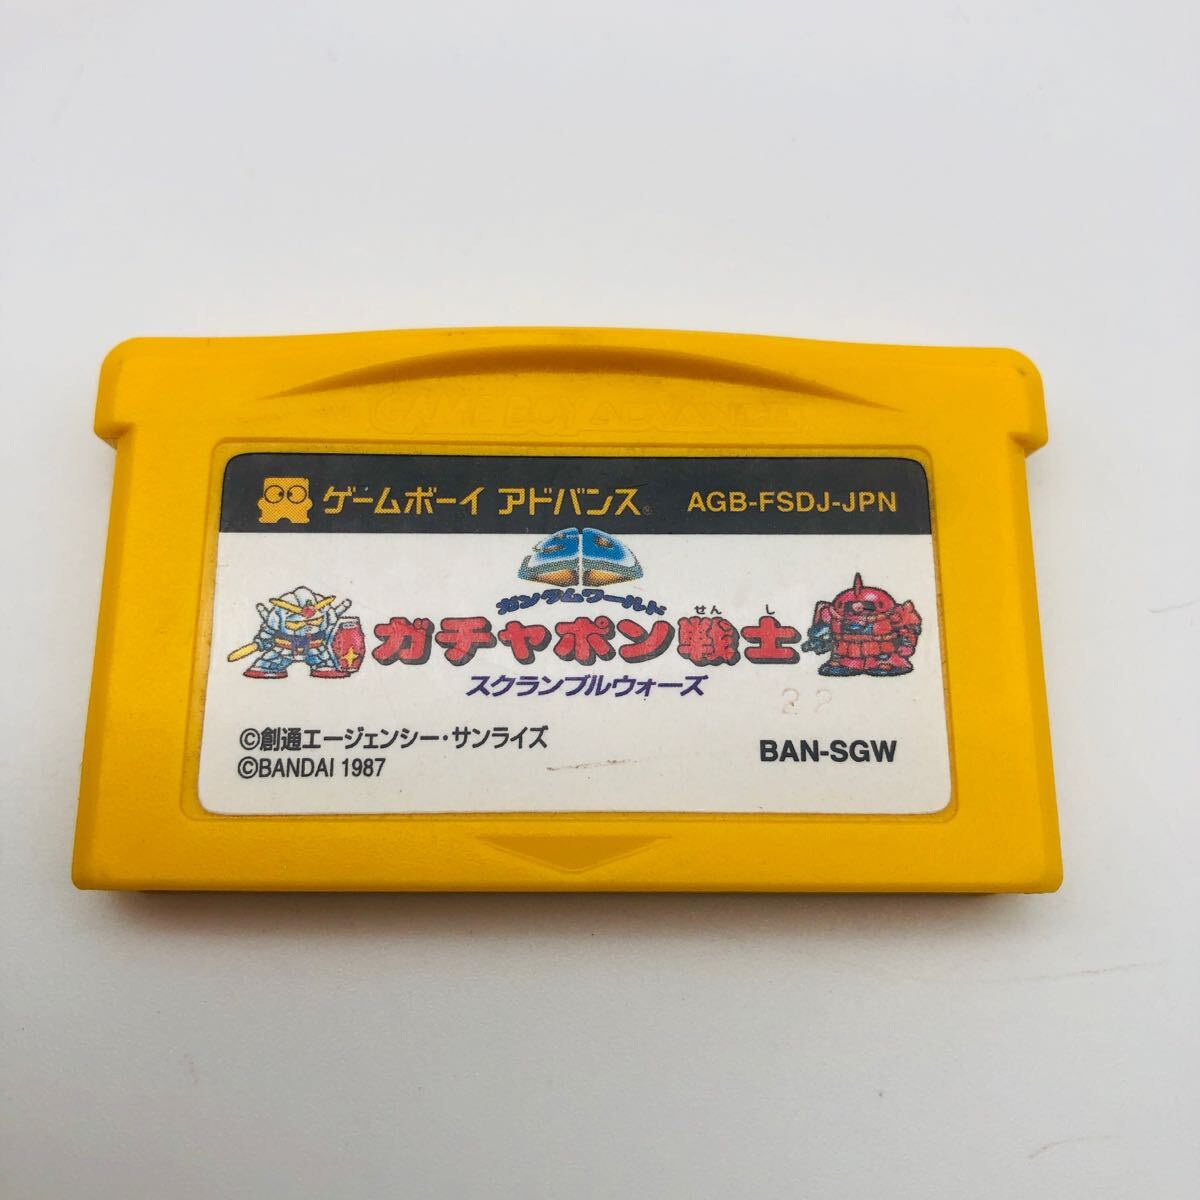 GAME BOY ADVANCE
ゲームボーイ アドバンス® AGB-FSDJ-JPN
SD
ガンダムワールド
ガチャポン戦士
せん し
スクランブルウォーズ
22
©創通エージェンシー・サンライズ
©BANDAI 1987
BAN-SGW